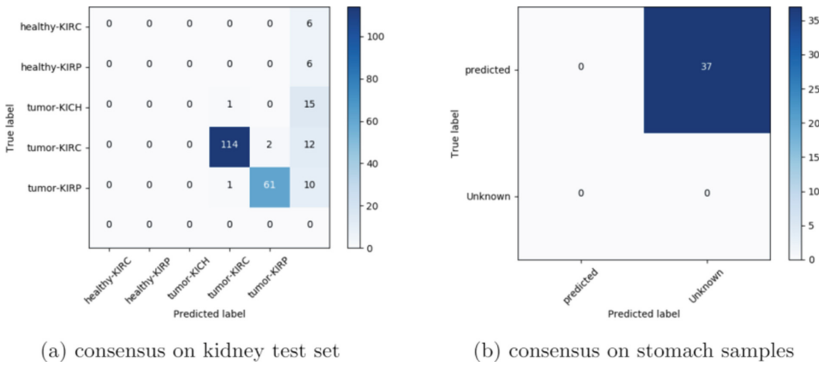 healthy-KIRC 0 0 0 0 0 6
healthy-KIRP 0 0 0 0 0 6
tumor-KICH 0 0 0 1 0 15
tumor-KIRC 0 0 0 114 2 12
tumor-KIRP 0 0 0 1 61 10
0 0 0 0 0 0
True label
healthy-KIRC healthy-KIRP tumor-KICH tumor-KIRC tumor-KIRP
Predicted label
100
80
60
40
20
0
(a) consensus on kidney test set
predicted 0 37
Unknown 0 0
True label
predicted Unknown
Predicted label
35
30
25
20
15
10
5
0
(b) consensus on stomach samples